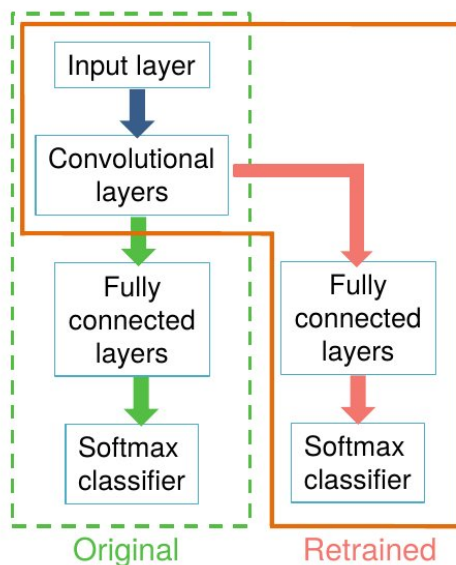 Input layer
Convolutional
layers
Fully
connected
layers
Softmax
classifier
Fully
connected
layers
Softmax
classifier
Original
Retrained